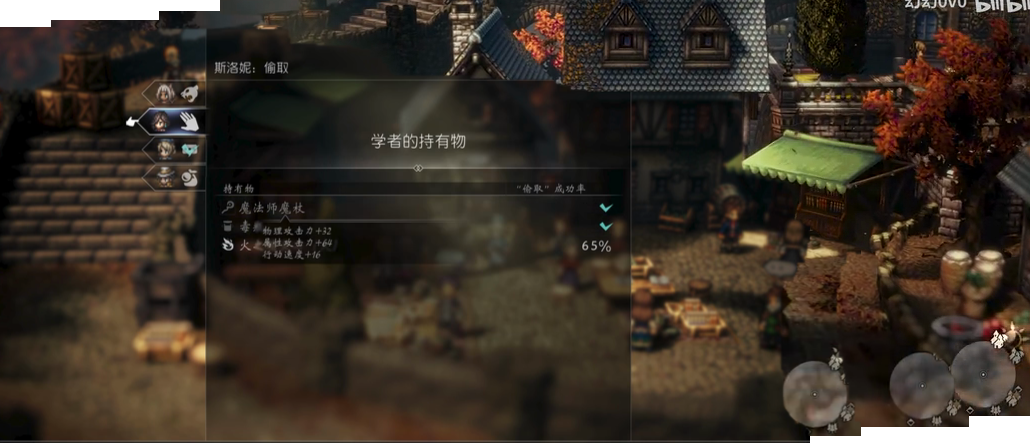 斯洛妮：偷取
学者的持有物
持有物 "偷取"成功率
魔法师魔杖
物理攻击力+32
属性攻击力+64
行动速度+16
火 65%